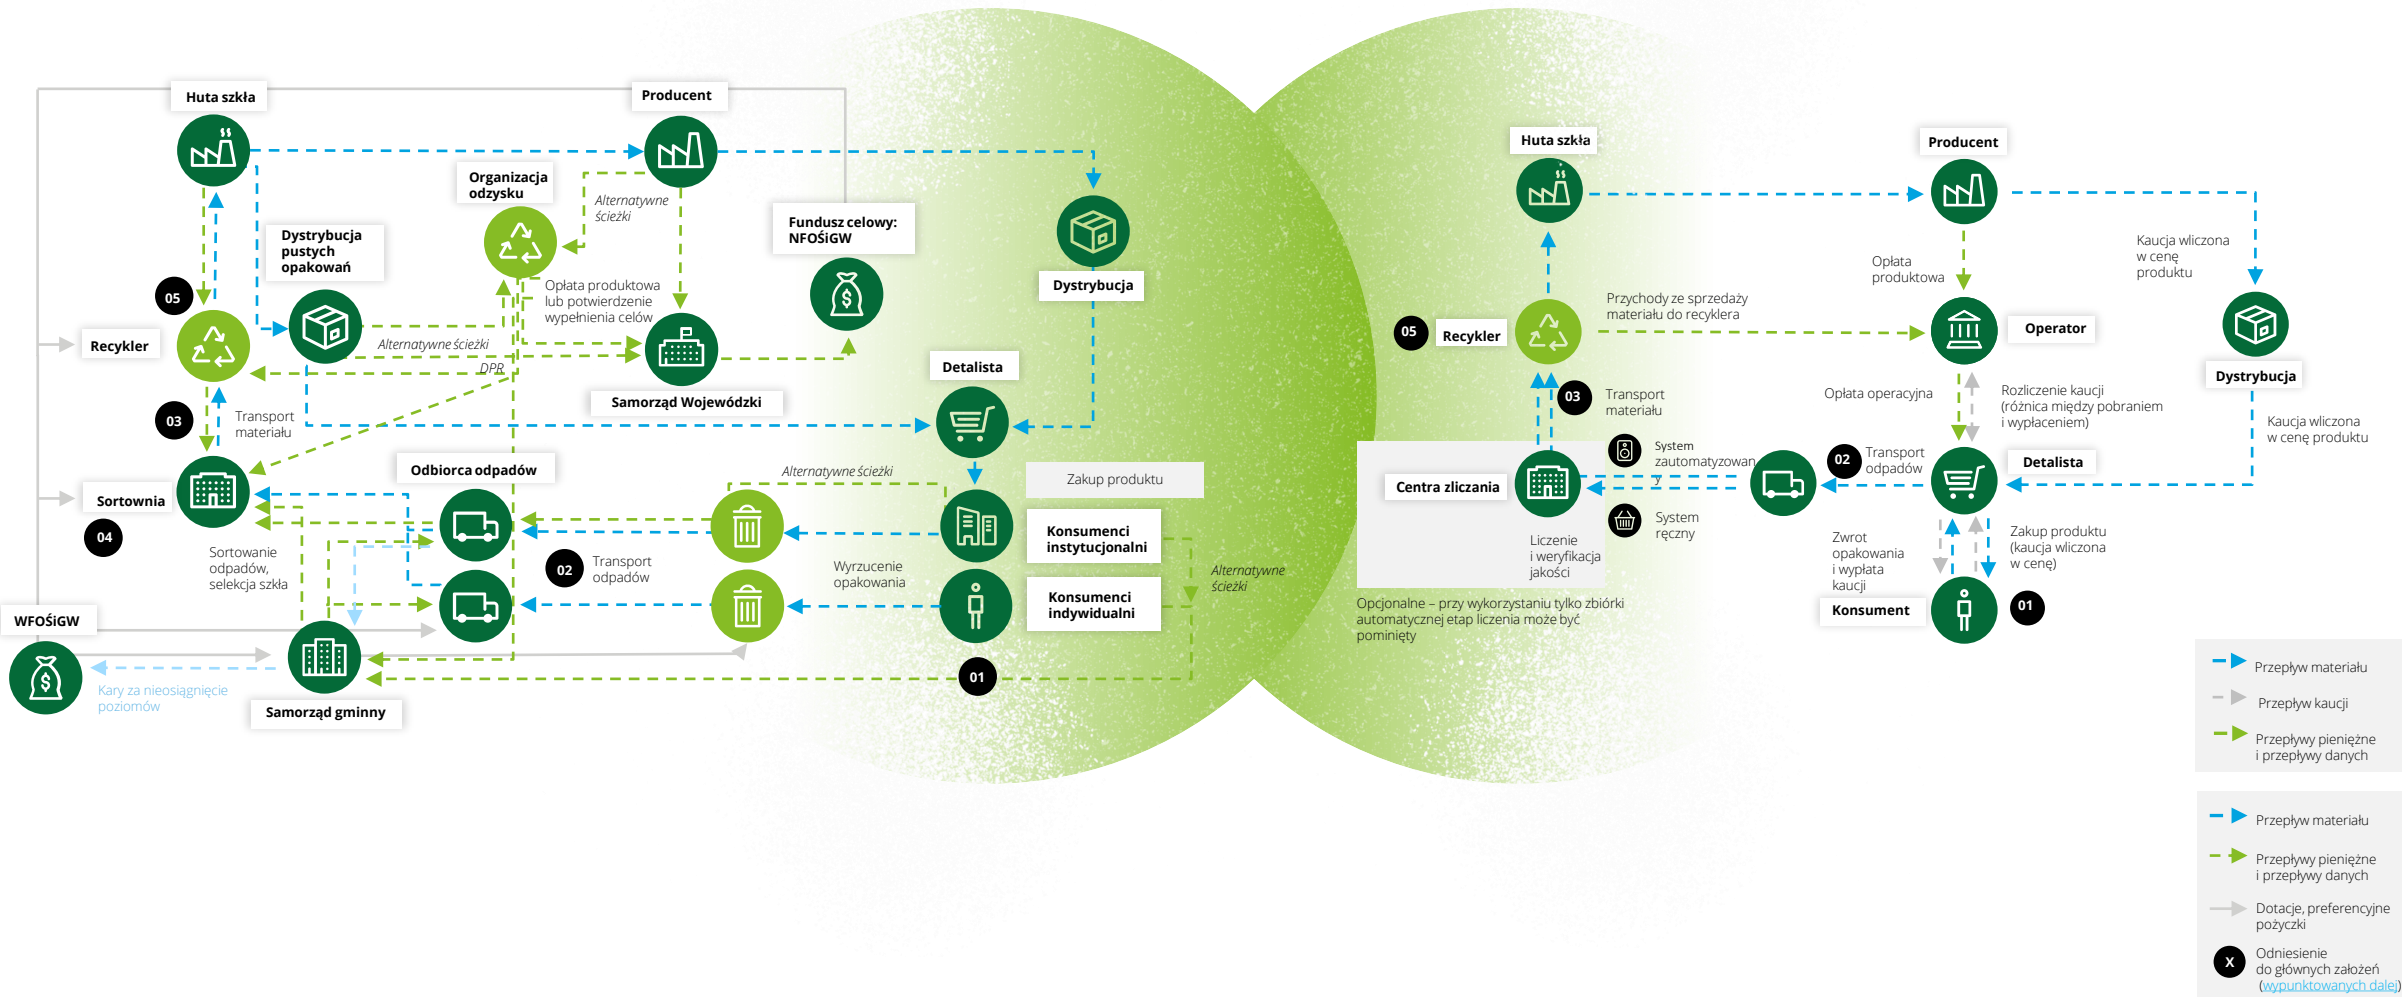 Huta szkła
Producent
Organizacja
odzysku
Alternatywne
ścieżki
Fundusz celowy:
NFOŚiGW
Dystrybucja
pustych
opakowań
05
Opłata produktowa
lub potwierdzenie
wypełnienia celów
Dystrybucja
Recykler
Alternatywne ścieżki
DPR
Detalista
Samorząd Wojewódzki
03
Transport
materiału
Odbiorca odpadów
Alternatywne ścieżki
Zakup produktu
Sortownia
04
Konsumenci
instytucjonalni
Sortowanie
odpadów,
selekcja szkła
02
Transport
odpadów
Wyrzucenie
opakowania
Alternatywne
ścieżki
Konsumenci
indywidualni
WFOŚiGW
01
Kary za nieosiągnięcie
poziomów
Samorząd gminny
Huta szkła
Producent
Kaucja wliczona
w cenę
produktu
Opłata
produktowa
Przychody ze sprzedaży
materiału do recyklera
05
Recykler
Operator
Dystrybucja
03
Transport
materiału
Opłata operacyjna
Rozliczenie kaucji
(różnica między pobraniem
i wypłaceniem)
Kaucja wliczona
w cenę produktu
System
zautomatyzowan
y
02
Transport
odpadów
Detalista
Centra zliczania
System
ręczny
Liczenie
i weryfikacja
jakości
Zwrot
opakowania
i wypłata
kaucji
Zakup produktu
(kaucja wliczona
w cenę)
Opcjonalne – przy wykorzystaniu tylko zbiórki
automatycznej etap liczenia może być
pominięty
Konsument
01
Przepływ materiału
Przepływ kaucji
Przepływy pieniężne
i przepływy danych
Przepływ materiału
Przepływy pieniężne
i przepływy danych
Dotacje, preferencyjne
pożyczki
X
Odniesienie
do głównych założeń
(wypunktowanych dalej)